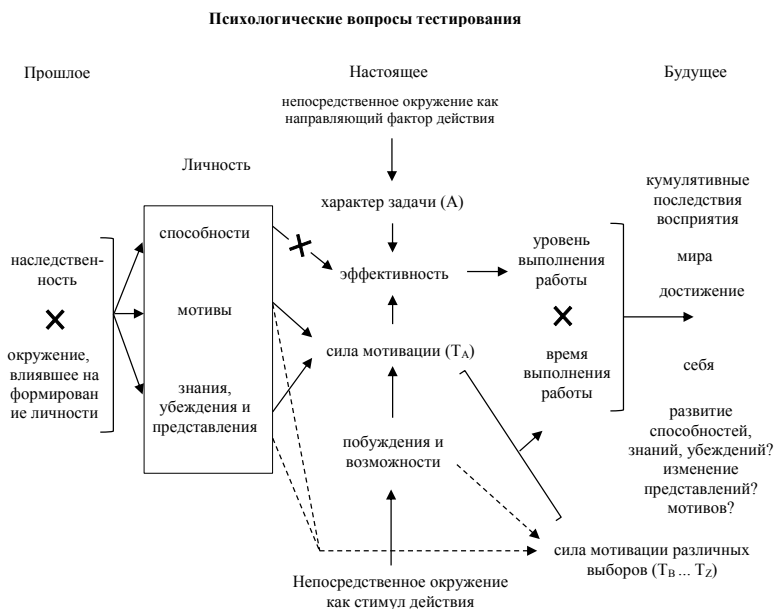 Психологические вопросы тестирования
Прошлое
Настоящее
Будущее
непосредственное окружение как
направляющий фактор действия
Личность
характер задачи (А)
кумулятивные
последствия
восприятия
способности
наследствен-
ность
эффективность
уровень
выполнения
работы
мира
достижение
мотивы
окружение,
влиявшее на
формирован
ие личности
сила мотивации (TA)
время
выполнения
работы
себя
знания,
убеждения и
представления
побуждения и
возможности
развитие
способностей,
знаний, убеждений?
изменение
представлений?
мотивов?
сила мотивации различных
выборов (TB ... TZ)
Непосредственное окружение
как стимул действия